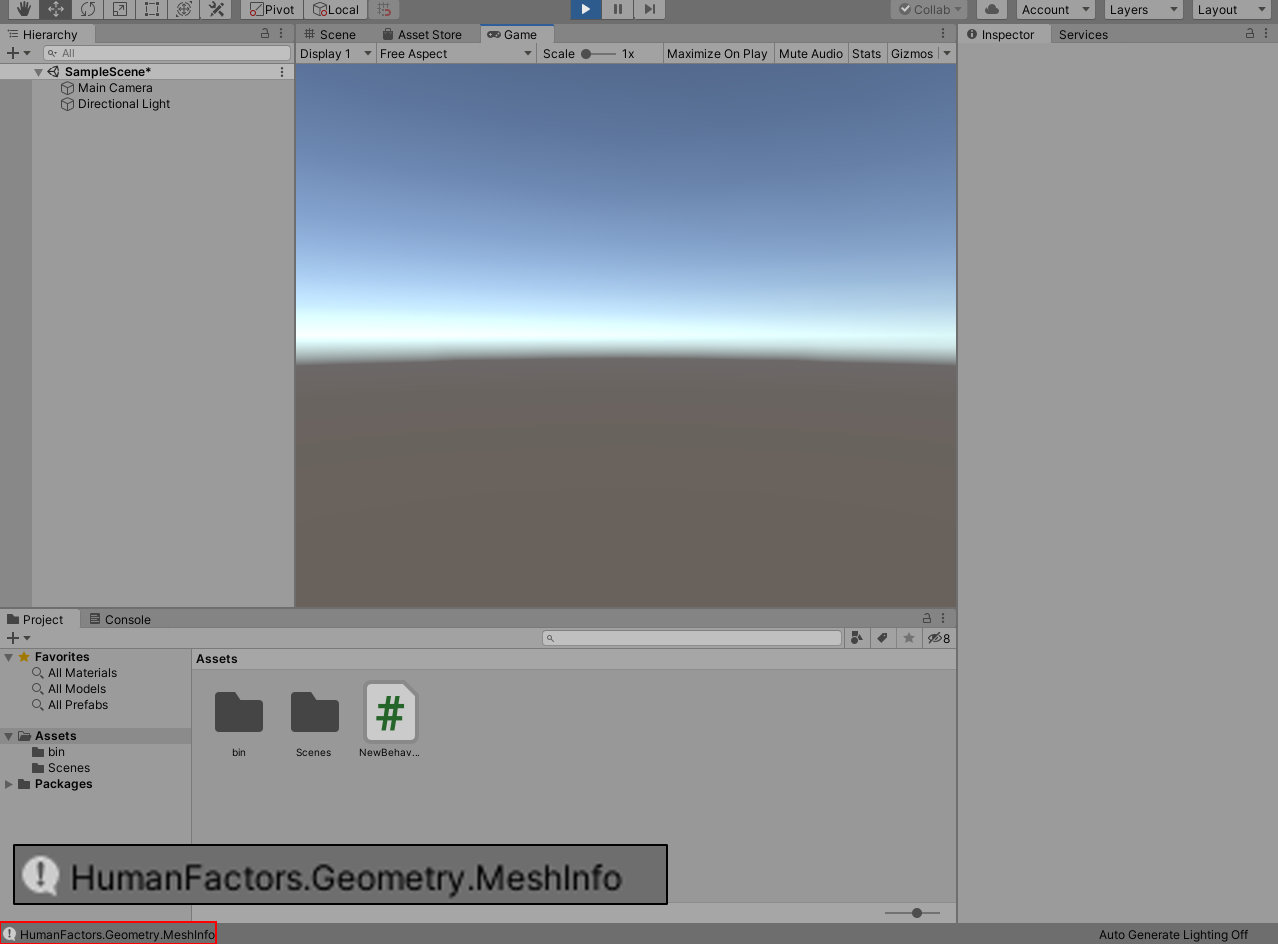 Pivot Local Collab Account Layers Layout
Hierarchy Scene Asset Store Game Inspector Services
All Display 1 Free Aspect Scale 1x Maximize On Play Mute Audio Stats Gizmos
SampleScene*
Main Camera
Directional Light
Project Console
8
Favorites Assets
All Materials
All Models
All Prefabs
Assets
bin
Scenes
Packages
bin Scenes NewBehav...
HumanFactors.Geometry.MeshInfo
HumanFactors.Geometry.MeshInfo Auto Generate Lighting Off